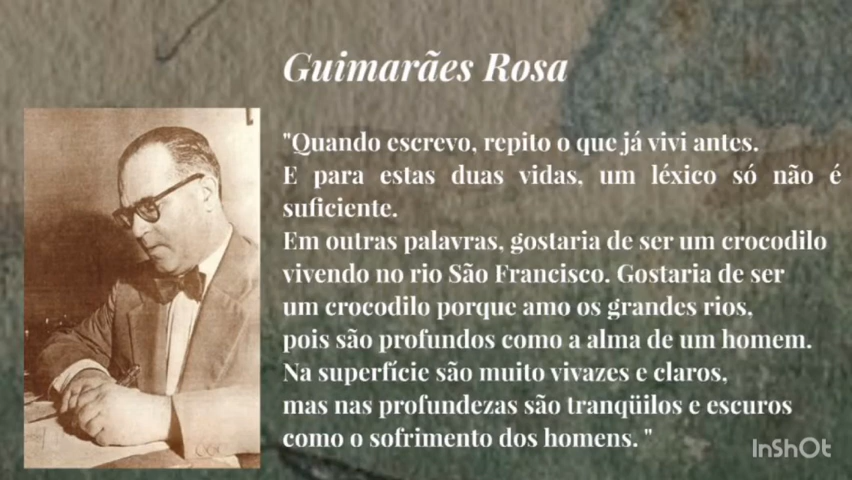 Guimarães Rosa
"Quando escrevo, repito o que já vivi antes.
E para estas duas vidas, um léxico só não é
suficiente.
Em outras palavras, gostaria de ser um crocodilo
vivendo no rio São Francisco. Gostaria de ser
um crocodilo porque amo os grandes rios,
pois são profundos como a alma de um homem.
Na superfície são muito vivazes e claros,
mas nas profundezas são tranqüilos e escuros
como o sofrimento dos homens. "
InShOt